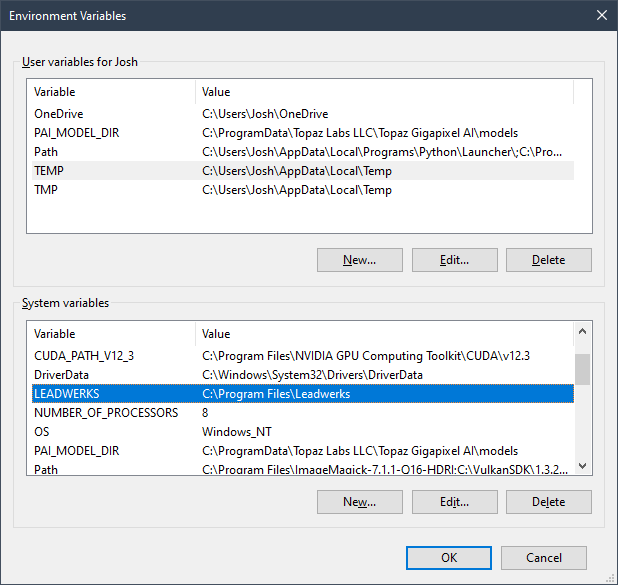 Environment Variables
User variables for Josh
Variable Value
OneDrive C:\Users\Josh\OneDrive
PAI_MODEL_DIR C:\ProgramData\Topaz Labs LLC\Topaz Gigapixel AI\models
Path C:\Users\Josh\AppData\Local\Programs\Python\Launcher\;C:\Pro...
TEMP C:\Users\Josh\AppData\Local\Temp
TMP C:\Users\Josh\AppData\Local\Temp
New... Edit... Delete
System variables
Variable Value
CUDA_PATH_V12_3 C:\Program Files\NVIDIA GPU Computing Toolkit\CUDA\v12.3
DriverData C:\Windows\System32\Drivers\DriverData
LEADWERKS C:\Program Files\Leadwerks
NUMBER_OF_PROCESSORS 8
OS Windows_NT
PAI_MODEL_DIR C:\ProgramData\Topaz Labs LLC\Topaz Gigapixel AI\models
Path C:\Program Files\ImageMagick-7.1.1-Q16-HDRI;C:\VulkanSDK\1.3.2...
New... Edit... Delete
OK Cancel